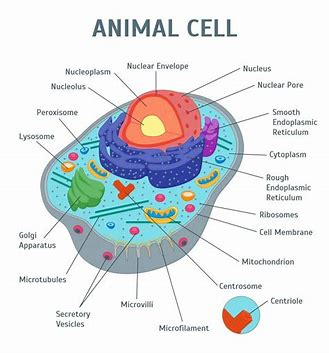 ANIMAL CELL
Nuclear Envelope
Nucleoplasm
Nucleus
Nucleolus
Nuclear Pore
Peroxisome
Smooth
Endoplasmic
Reticulum
Lysosome
Cytoplasm
Rough
Endoplasmic
Reticulum
Ribosomes
Cell Membrane
Golgi
Apparatus
Mitochondrion
Microtubules
Centrosome
Centriole
Microvilli
Secretory
Vesicles
Microfilament